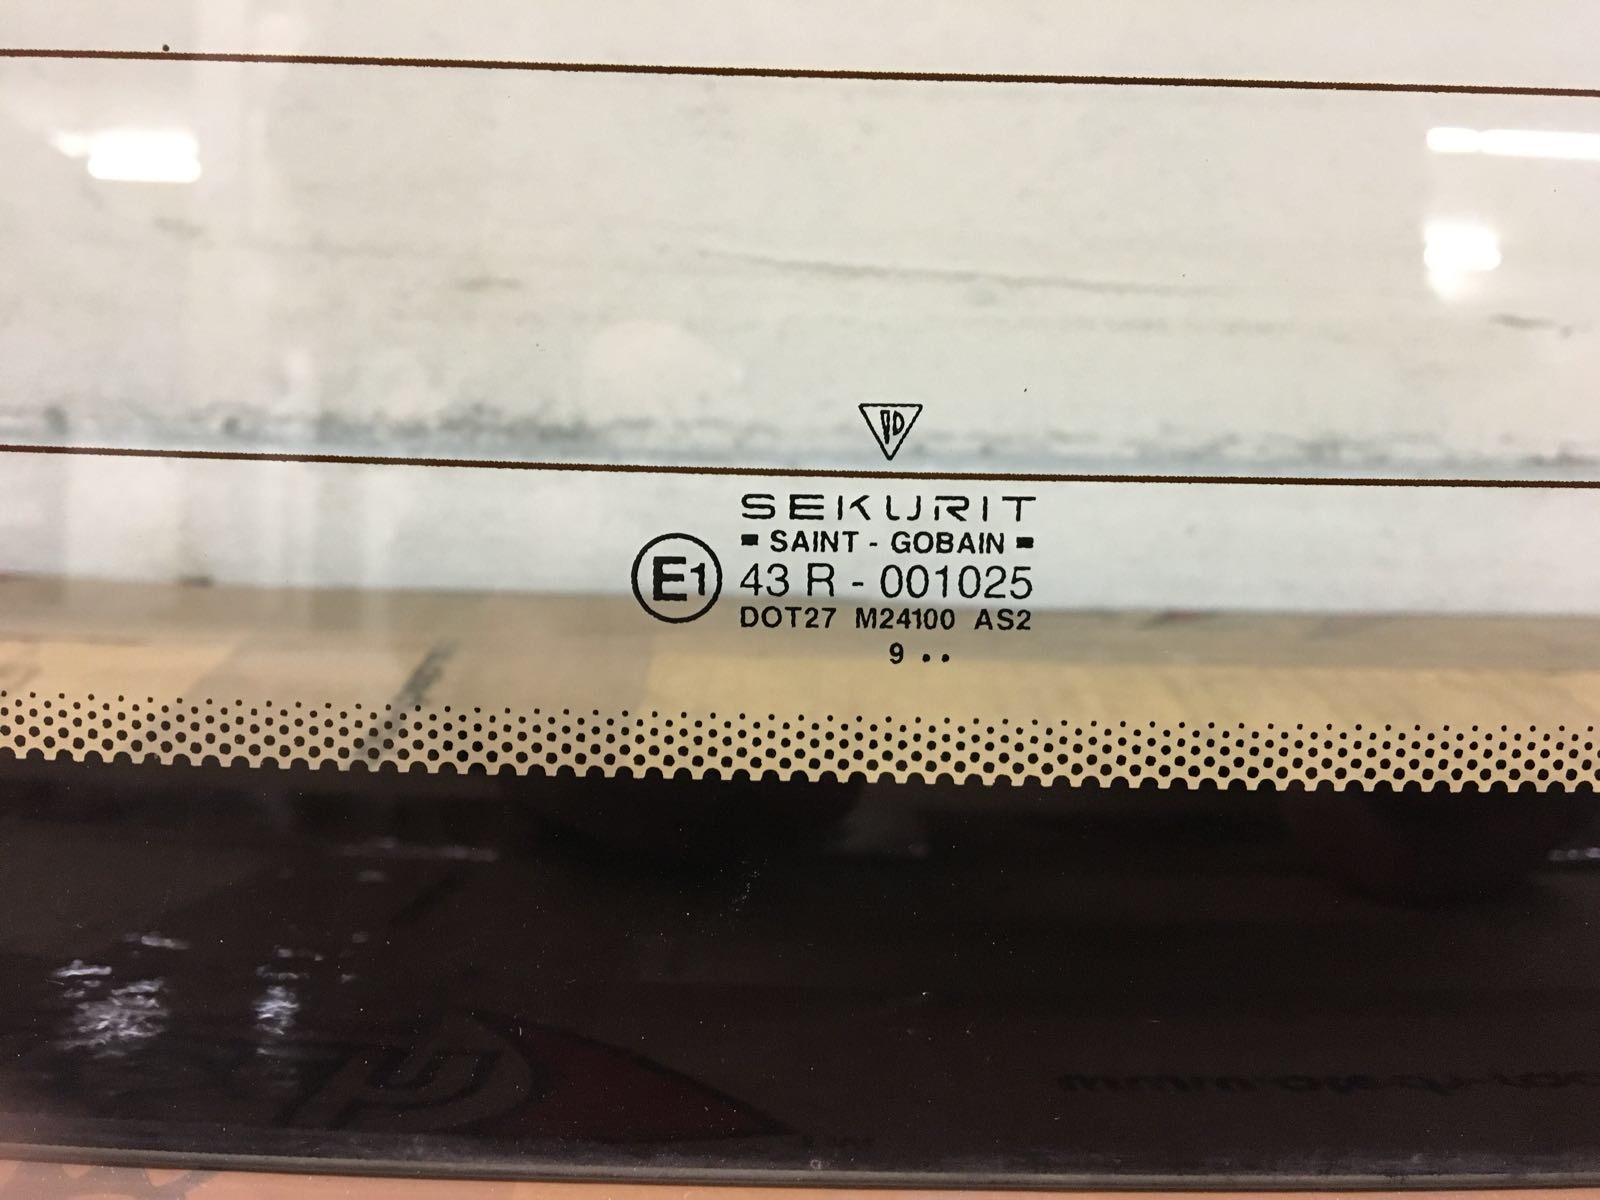 SEKURIT
SAINT - GOBAIN
E1 43 R - 001025
DOT27 M24100 AS2
9 ..